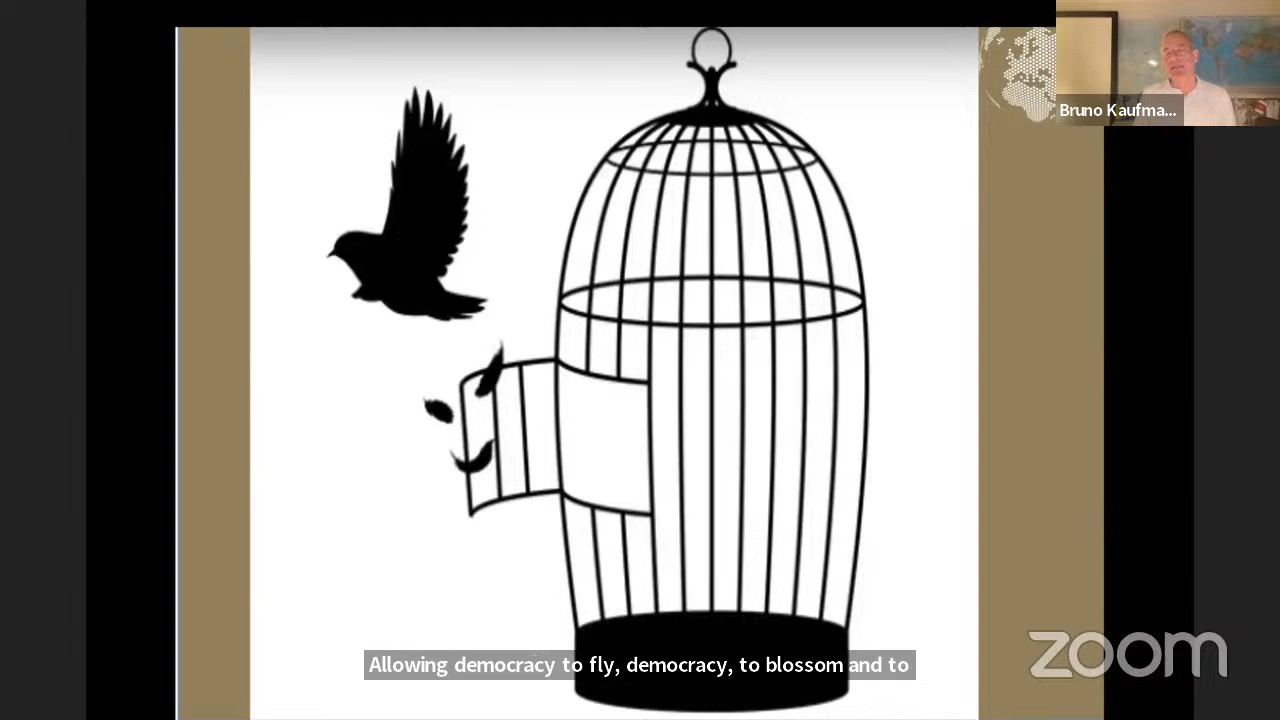 Bruno Kaufma...
Allowing democracy to fly, democracy, to blossom and to
zoom